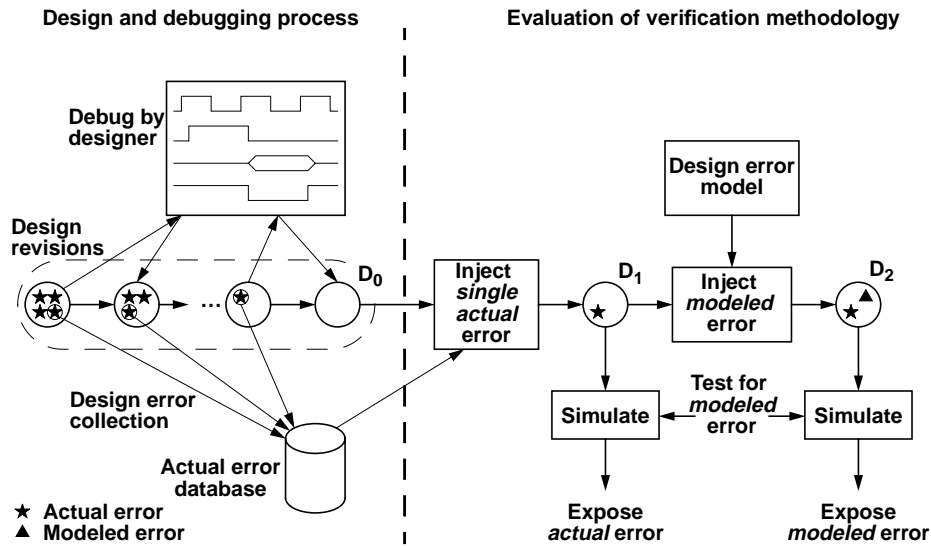 Design and debugging process
Evaluation of verification methodology
Debug by
designer
Design error
model
Design
revisions
...
D0
Inject
single
actual
error
D1
Inject
modeled
error
D2
Design error
collection
Simulate
Test for
modeled
error
Simulate
Actual error
database
Actual error
Modeled error
Expose
actual error
Expose
modeled error